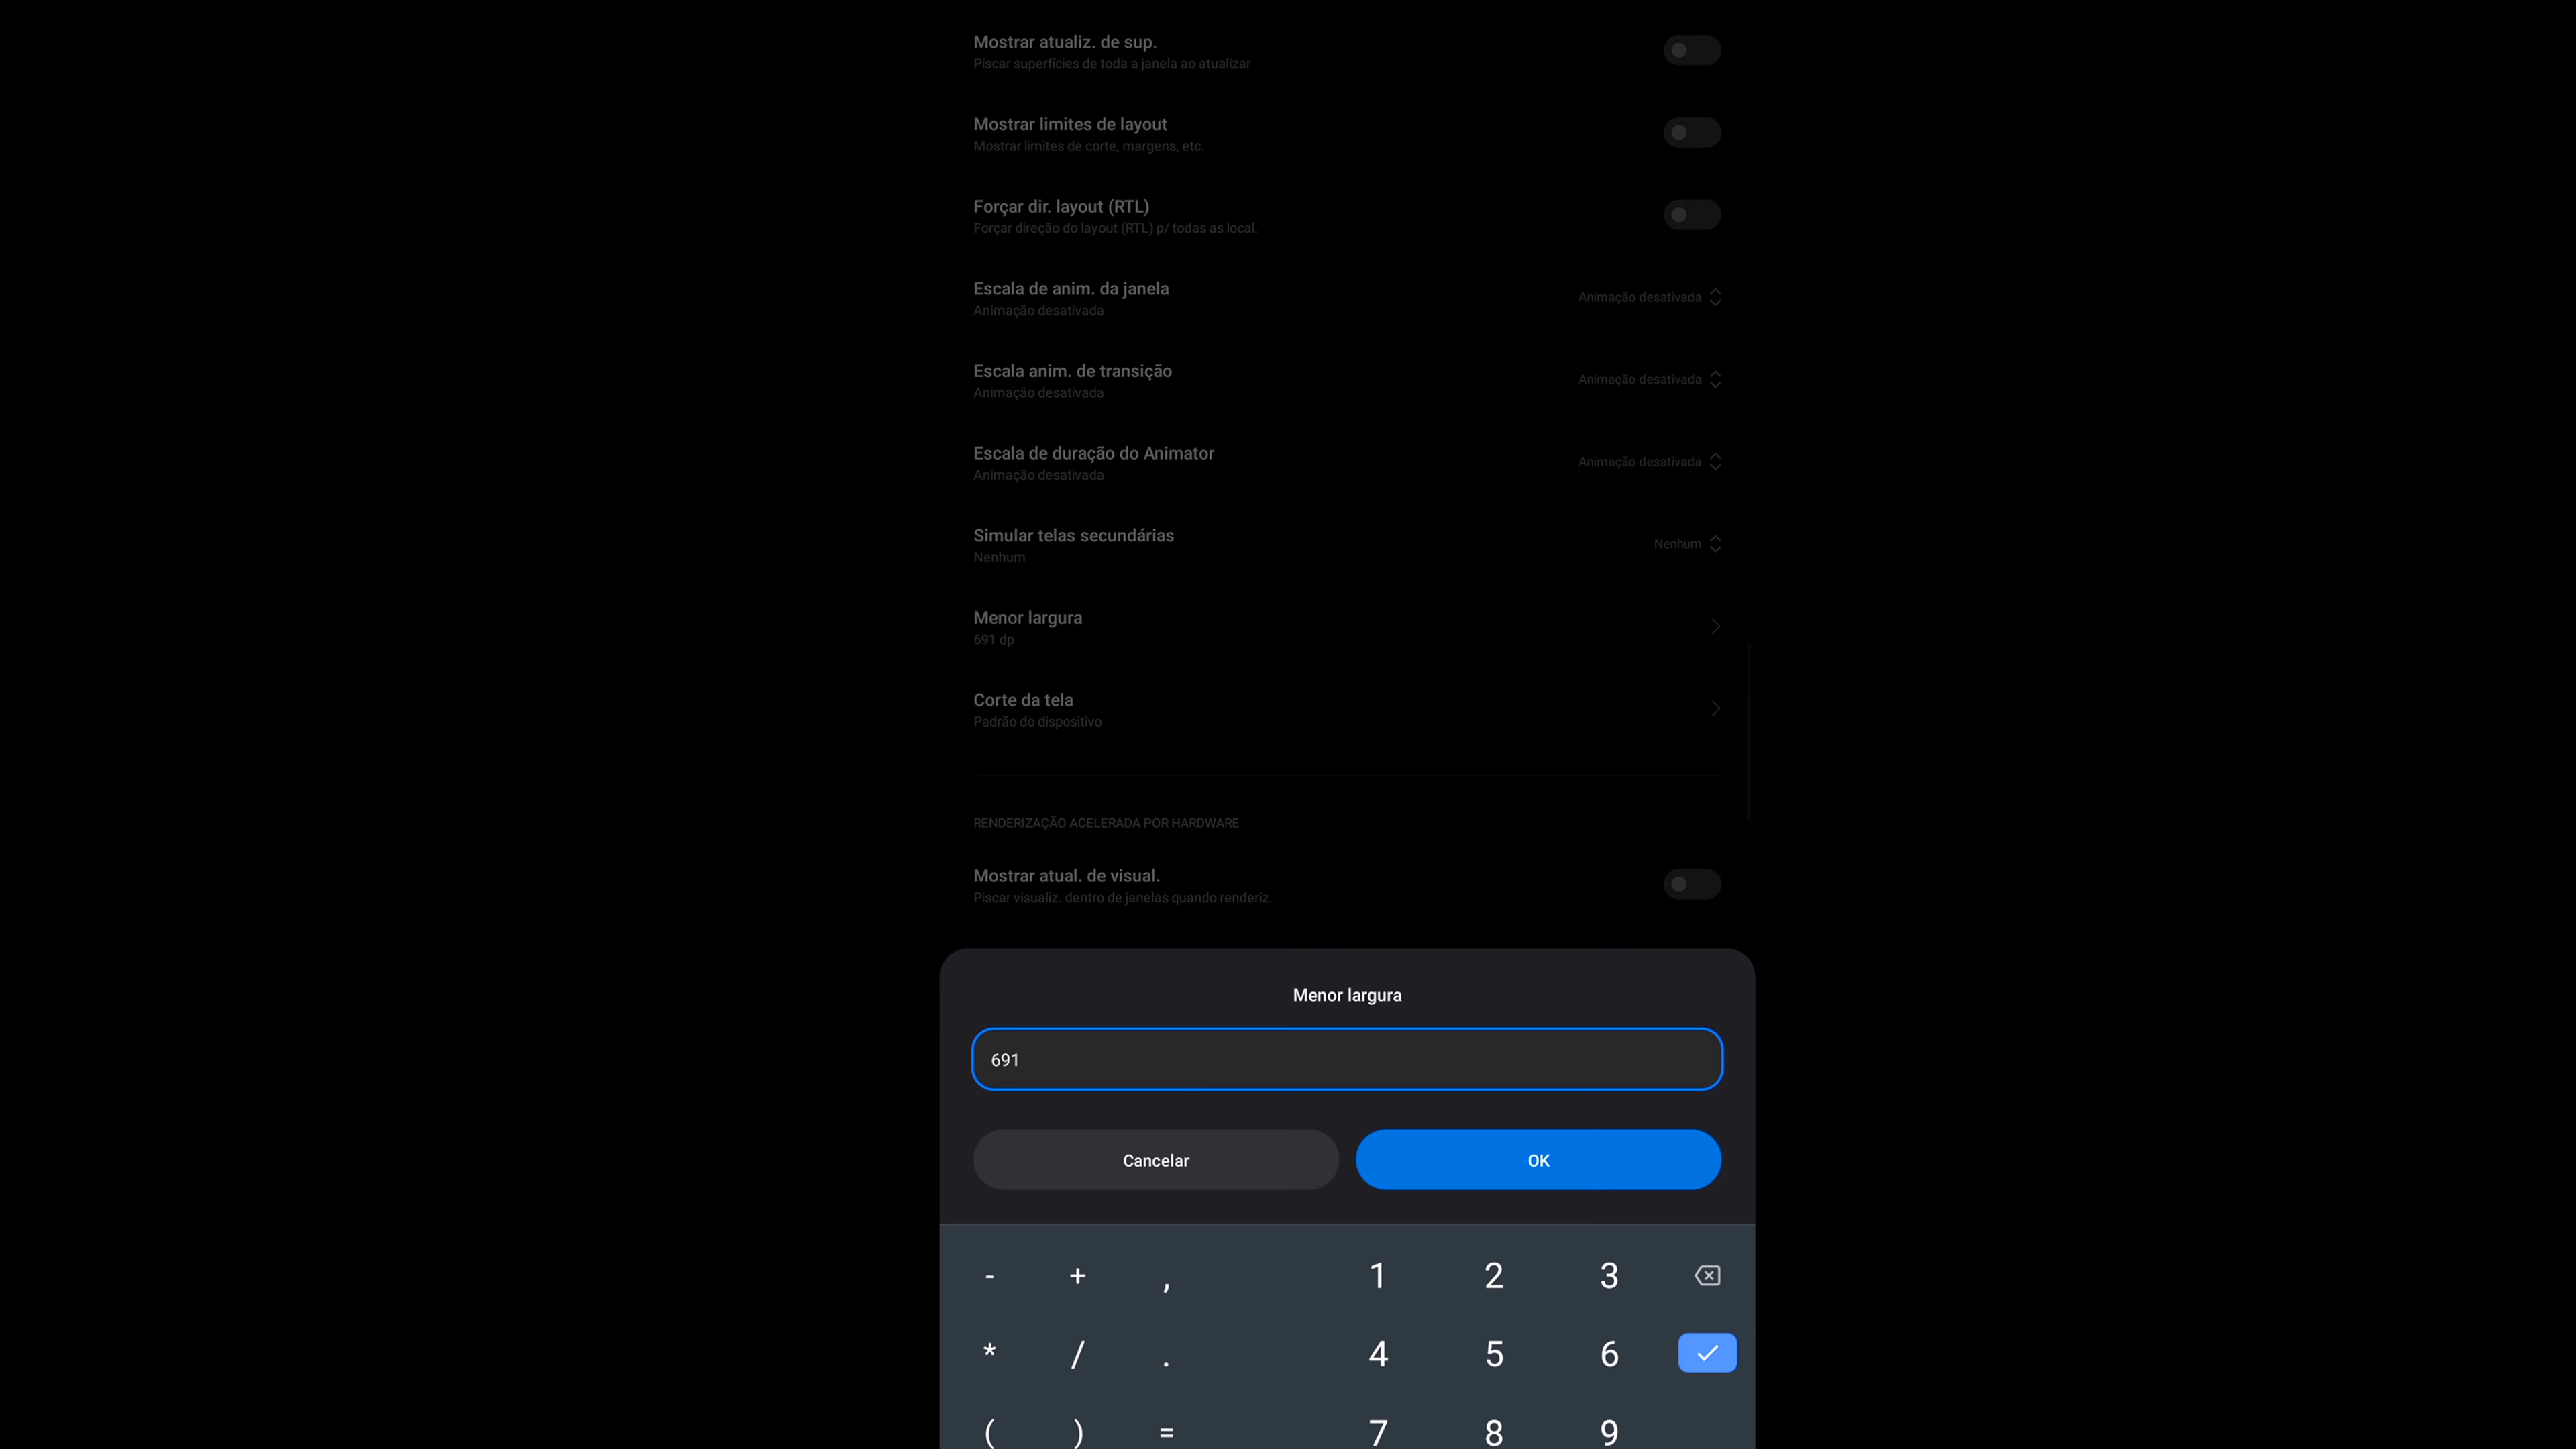 Mostrar atualiz. de sup.
Piscar superfícies de toda a janela ao atualizar
Mostrar limites de layout
Mostrar limites de corte, margens, etc.
Forçar dir. layout (RTL)
Forçar direção do layout (RTL) p/ todas as local.
Escala de anim. da janela
Animação desativada
Animação desativada
Escala anim. de transição
Animação desativada
Animação desativada
Escala de duração do Animator
Animação desativada
Animação desativada
Simular telas secundárias
Nenhum
Nenhum
Menor largura
691 dp
Corte da tela
Padrão do dispositivo
RENDERIZAÇÃO ACELERADA POR HARDWARE
Mostrar atual. de visual.
Piscar visualiz. dentro de janelas quando renderiz.
Menor largura
691
Cancelar OK
- + , 1 2 3
* / . 4 5 6
( ) = 7 8 9